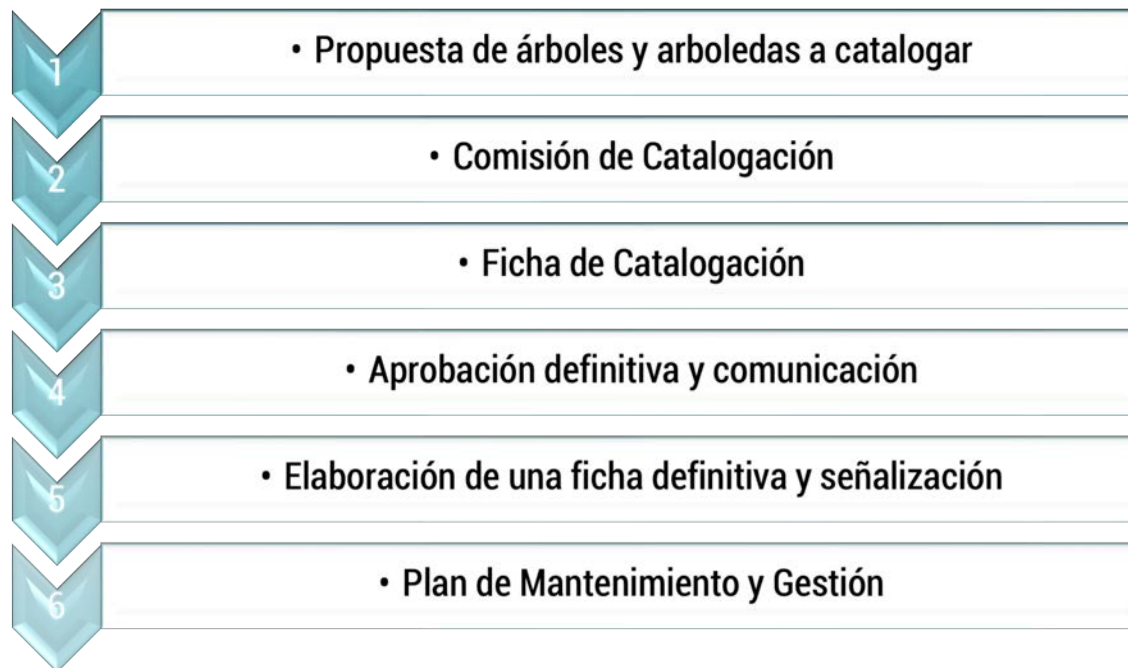 1
• Propuesta de árboles y arboledas a catalogar
2
• Comisión de Catalogación
3
• Ficha de Catalogación
4
• Aprobación definitiva y comunicación
5
• Elaboración de una ficha definitiva y señalización
6
• Plan de Mantenimiento y Gestión